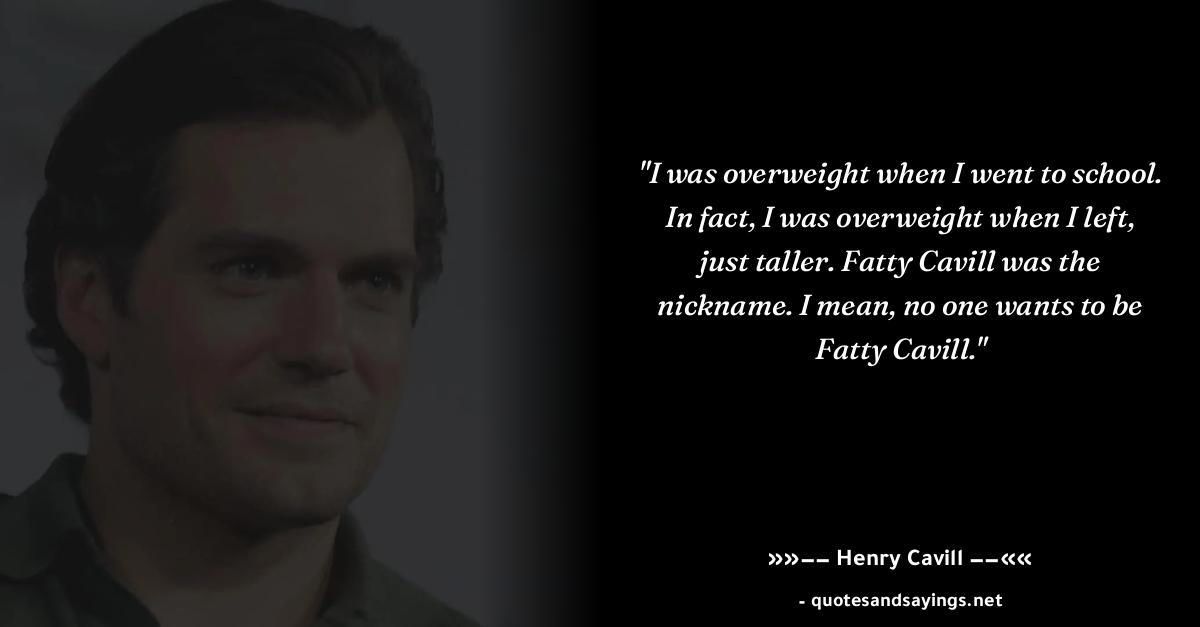 "I was overweight when I went to school.
In fact, I was overweight when I left,
just taller. Fatty Cavill was the
nickname. I mean, no one wants to be
Fatty Cavill."
»»–– Henry Cavill ––««
- quotesandsayings.net